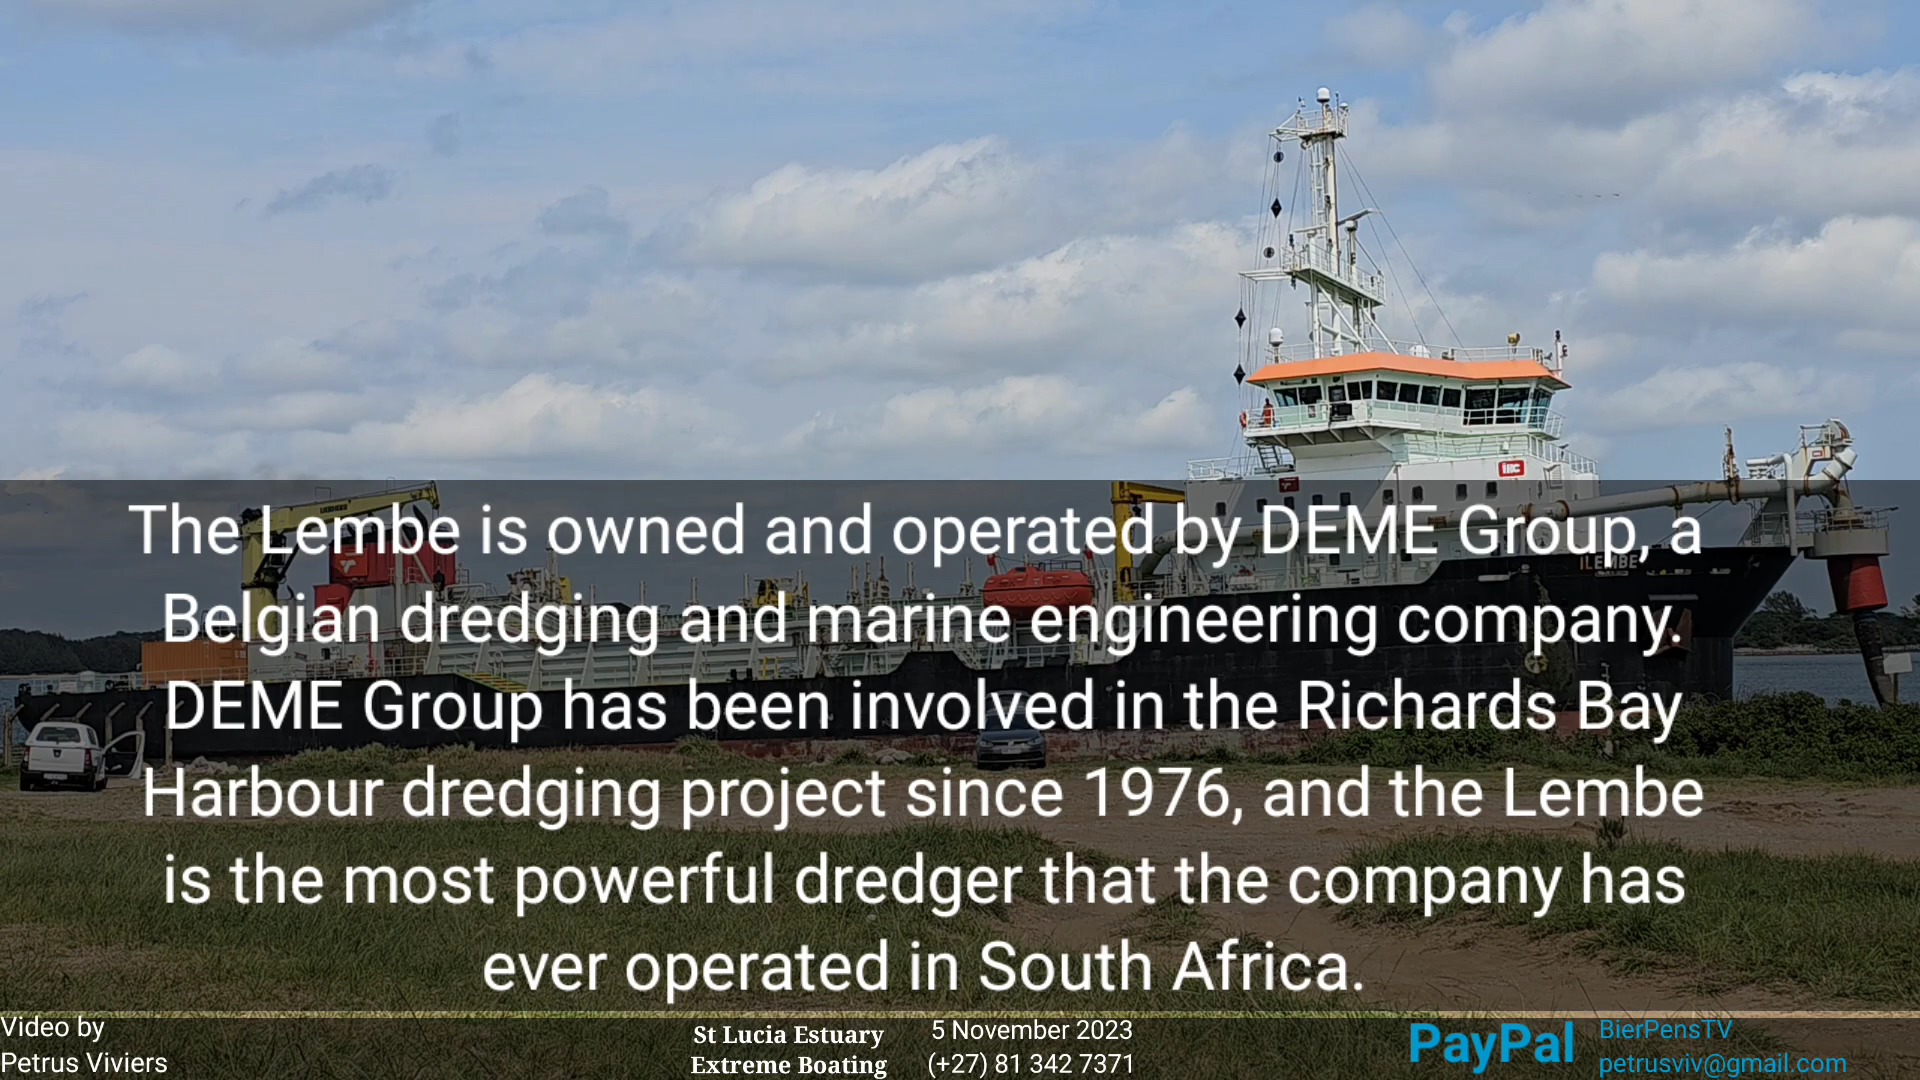 LIEBHERR
IHC
ILEMBE
The Lembe is owned and operated by DEME Group, a
Belgian dredging and marine engineering company.
DEME Group has been involved in the Richards Bay
Harbour dredging project since 1976, and the Lembe
is the most powerful dredger that the company has
ever operated in South Africa.
Video by
Petrus Viviers
St Lucia Estuary
Extreme Boating
5 November 2023
(+27) 81 342 7371
PayPal
BierPensTV
petrusviv@gmail.com